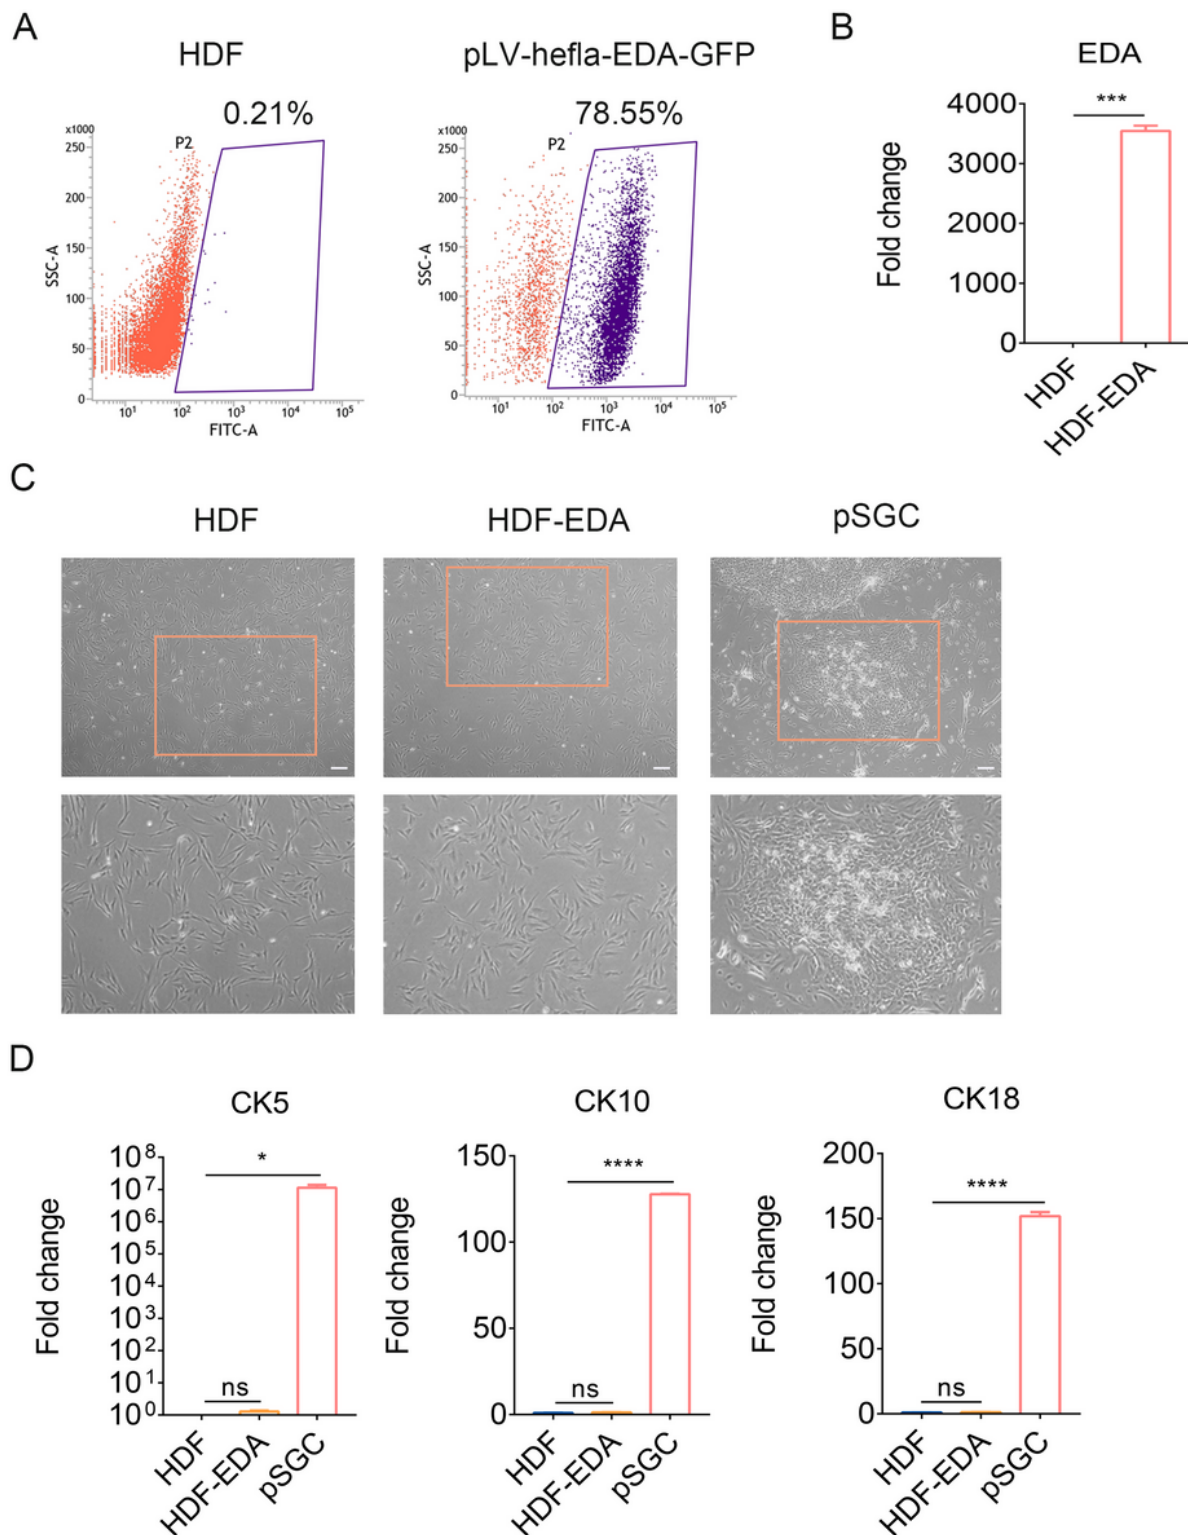 A
HDF
pLV-hefla-EDA-GFP
0.21%
78.55%
x1000
P2
250
200
150
100
50
0
SSC-A
10¹ 10² 10³ 10⁴ 10⁵
FITC-A
x1000
P2
250
200
150
100
50
0
SSC-A
10¹ 10² 10³ 10⁴ 10⁵
FITC-A
B
EDA
***
4000
3000
2000
1000
0
Fold change
HDF
HDF-EDA
C
HDF
HDF-EDA
pSGC
D
CK5
*
10⁸
10⁷
10⁶
10⁵
10⁴
10³
10²
10¹
10⁰
Fold change
ns
HDF
HDF-EDA
pSGC
CK10
****
150
100
50
0
Fold change
ns
HDF
HDF-EDA
pSGC
CK18
****
200
150
100
50
0
Fold change
ns
HDF
HDF-EDA
pSGC